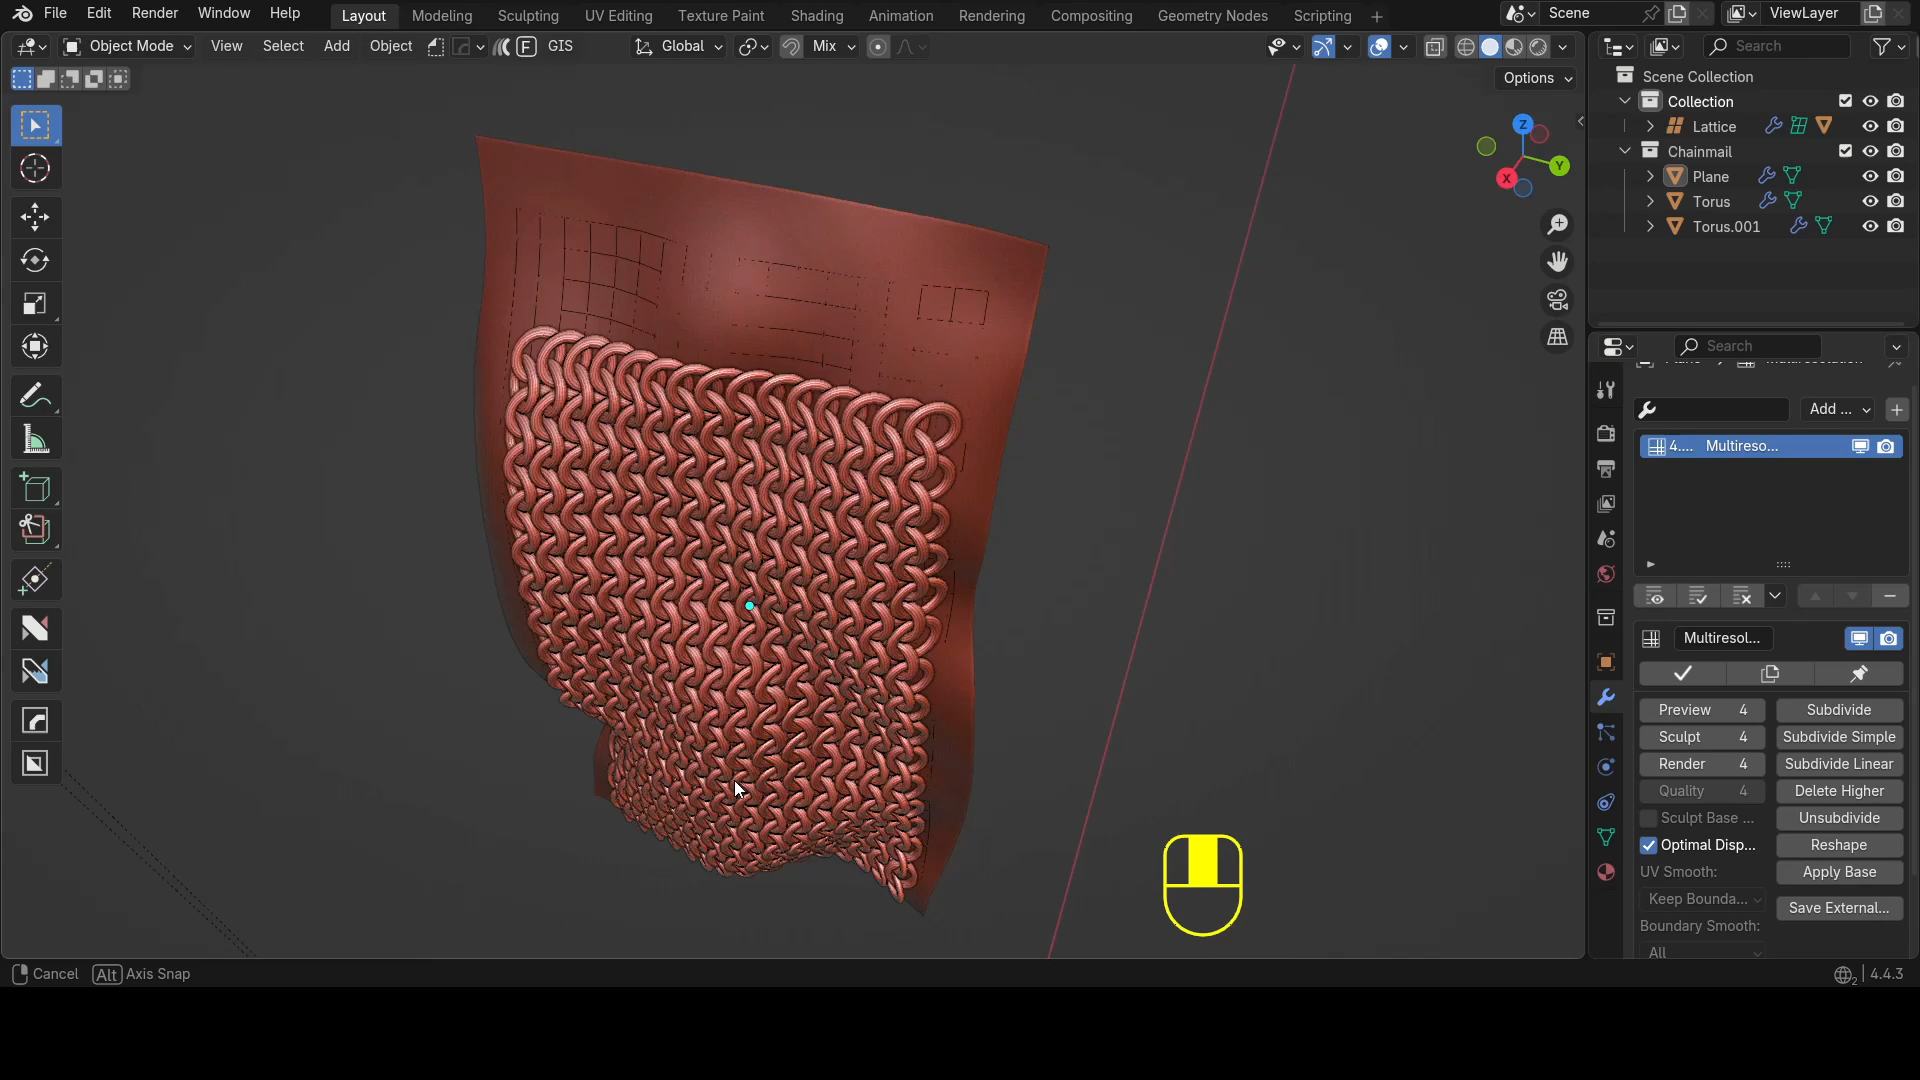 File Edit Render Window Help Layout Modeling Sculpting UV Editing Texture Paint Shading Animation Rendering Compositing Geometry Nodes Scripting + Scene ViewLayer
Object Mode View Select Add Object F GIS Global Mix Search
Options
Scene Collection
Collection
Lattice
Chainmail
Plane
Torus
Torus.001
Z
Y
X
Search
Add ...
4.... Multireso...
Multiresol...
Preview 4 Subdivide
Sculpt 4 Subdivide Simple
Render 4 Subdivide Linear
Quality 4 Delete Higher
Sculpt Base ... Unsubdivide
Optimal Disp... Reshape
UV Smooth: Apply Base
Keep Bounda...
Save External...
Boundary Smooth:
All
Cancel Alt Axis Snap 2 4.4.3